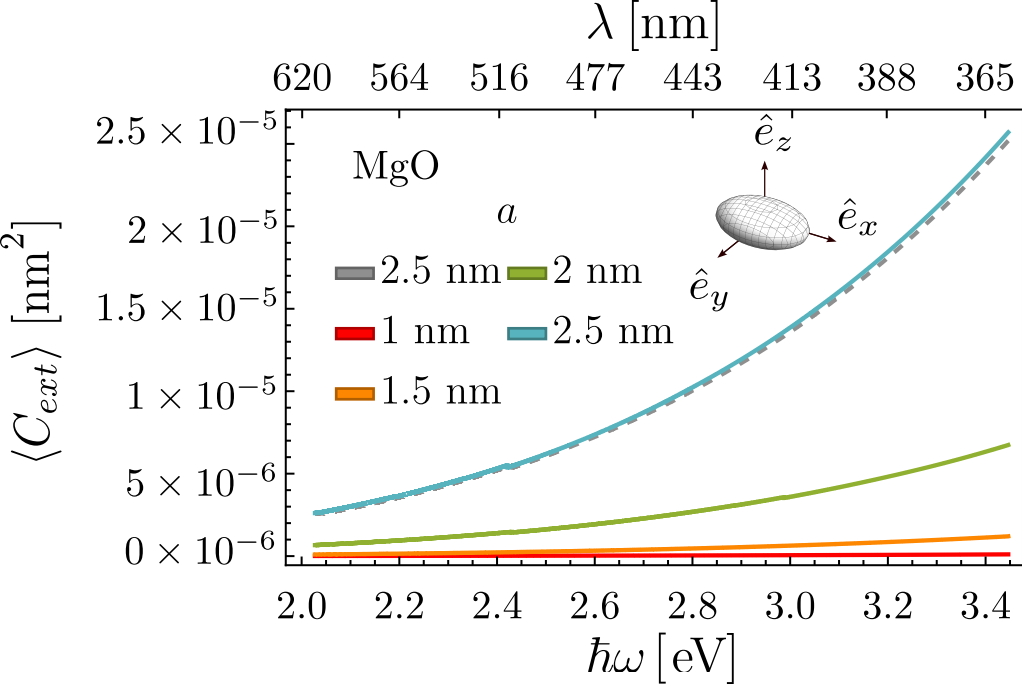 λ [nm]
620 564 516 477 443 413 388 365
2.5 × 10⁻⁵
2 × 10⁻⁵
1.5 × 10⁻⁵
1 × 10⁻⁵
5 × 10⁻⁶
0 × 10⁻⁶
⟨C_ext⟩ [nm²]
MgO
a
2.5 nm 2 nm
1 nm 2.5 nm
1.5 nm
ê_z
ê_x
ê_y
2.0 2.2 2.4 2.6 2.8 3.0 3.2 3.4
ħω [eV]